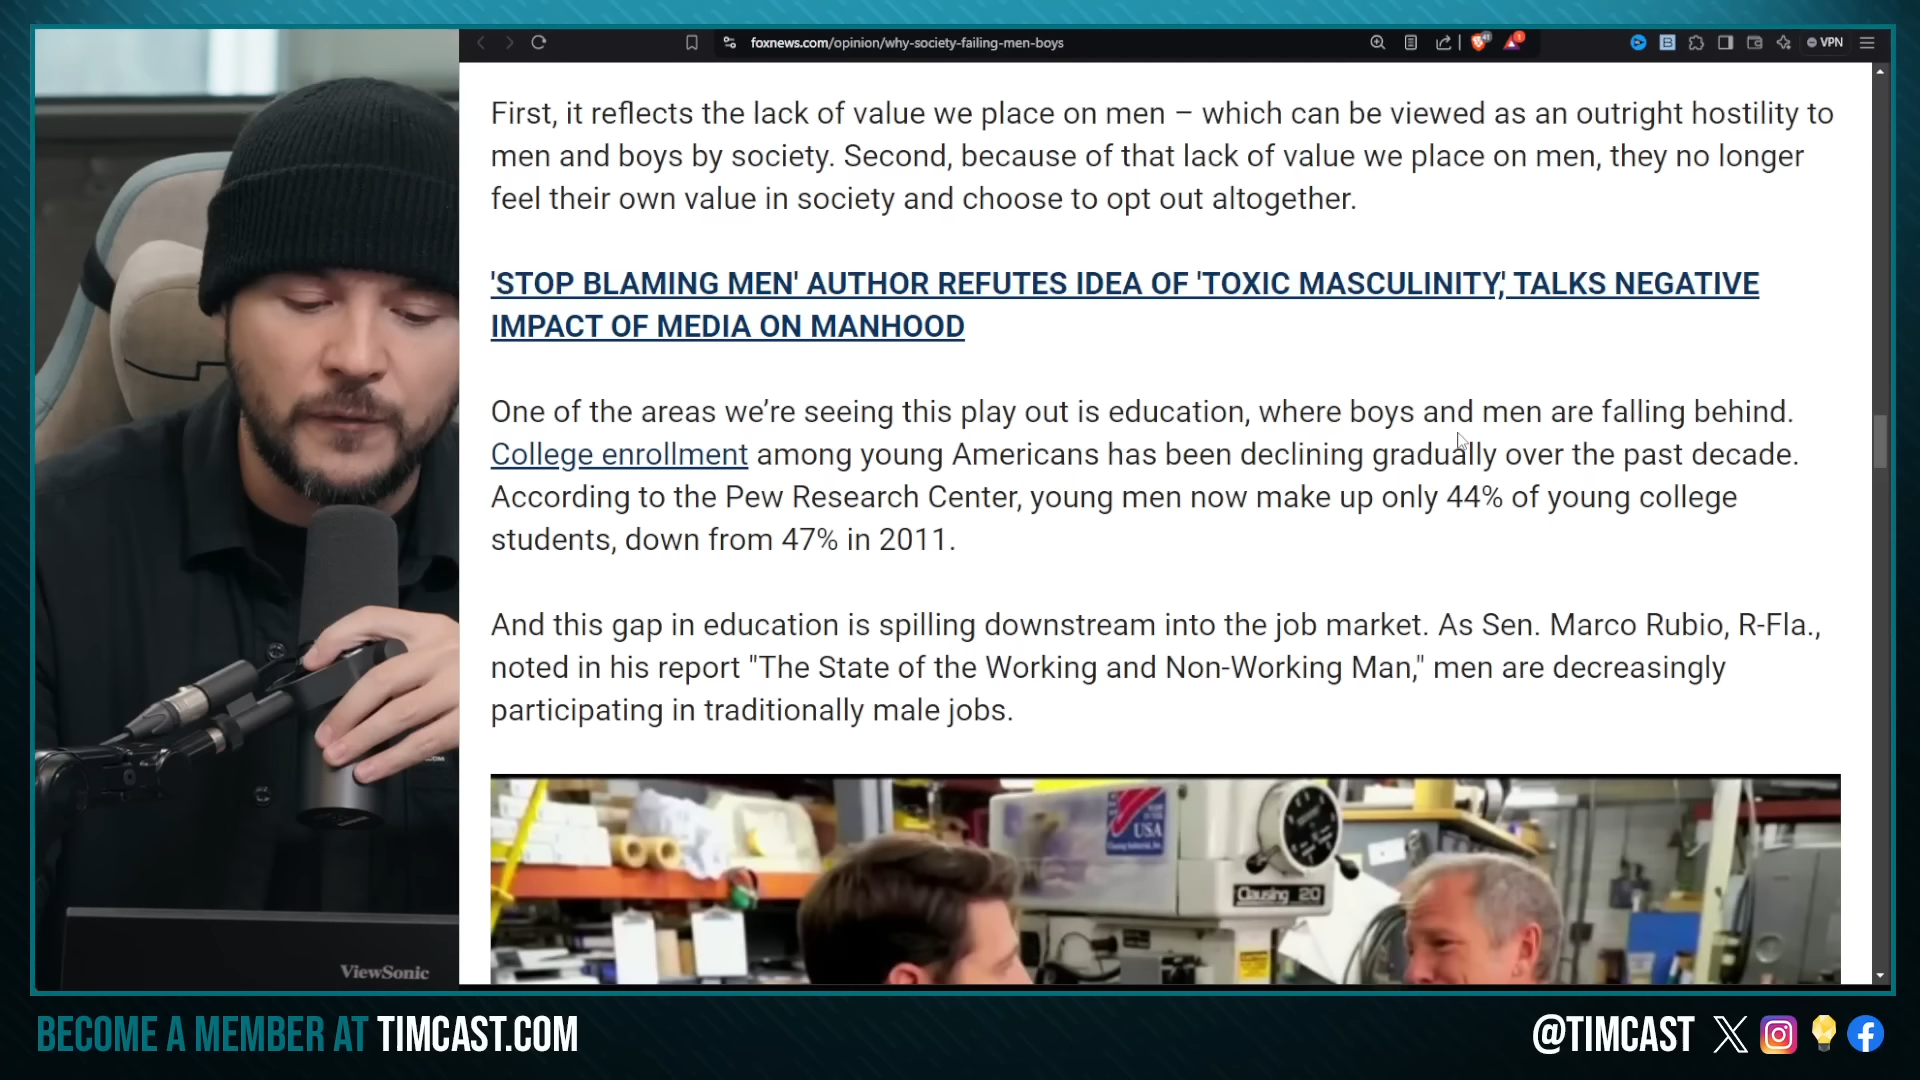 foxnews.com/opinion/why-society-failing-men-boys
VPN
First, it reflects the lack of value we place on men – which can be viewed as an outright hostility to
men and boys by society. Second, because of that lack of value we place on men, they no longer
feel their own value in society and choose to opt out altogether.
'STOP BLAMING MEN' AUTHOR REFUTES IDEA OF 'TOXIC MASCULINITY,' TALKS NEGATIVE
IMPACT OF MEDIA ON MANHOOD
One of the areas we’re seeing this play out is education, where boys and men are falling behind.
College enrollment among young Americans has been declining gradually over the past decade.
According to the Pew Research Center, young men now make up only 44% of young college
students, down from 47% in 2011.
And this gap in education is spilling downstream into the job market. As Sen. Marco Rubio, R-Fla.,
noted in his report "The State of the Working and Non-Working Man," men are decreasingly
participating in traditionally male jobs.
USA
Clausing 20
ViewSonic
BECOME A MEMBER AT TIMCAST.COM
@TIMCAST